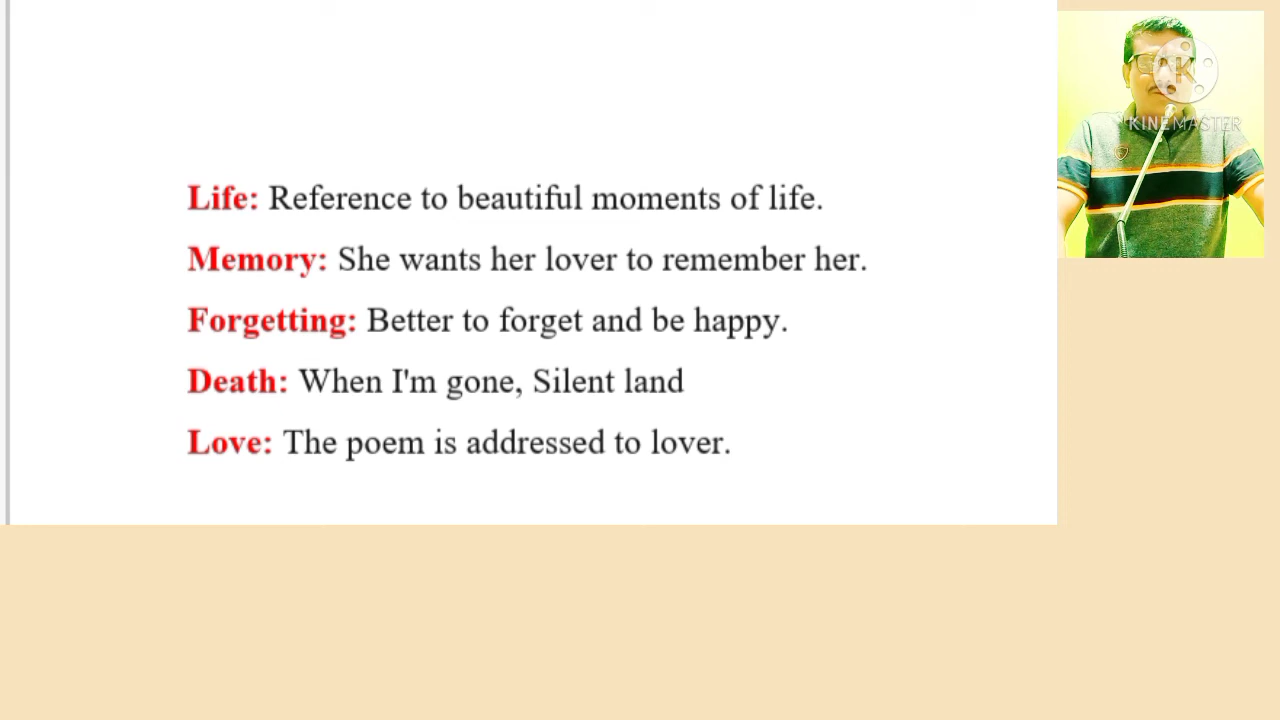 Life: Reference to beautiful moments of life.
Memory: She wants her lover to remember her.
Forgetting: Better to forget and be happy.
Death: When I'm gone, Silent land
Love: The poem is addressed to lover.
K
KINEMASTER